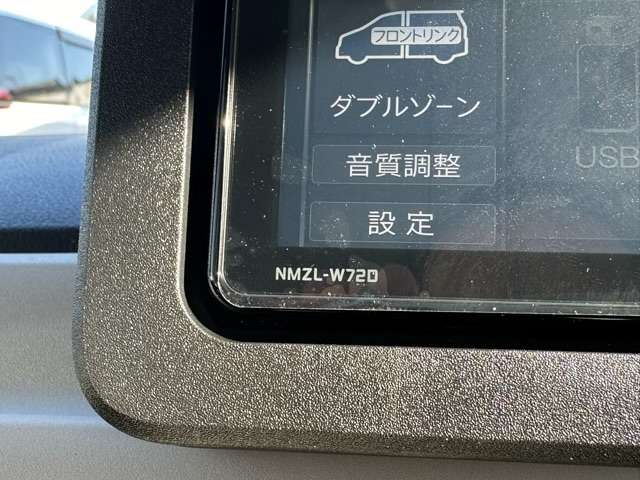 フロントリンク
ダブルゾーン
音質調整
USB
設定
NMZL-W72D